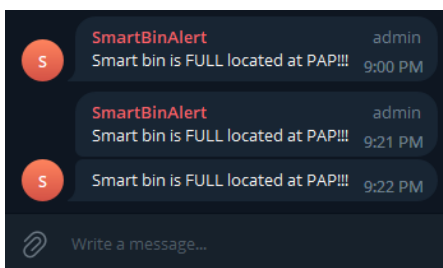 SmartBinAlert admin
Smart bin is FULL located at PAP!!! 9:00 PM
S
SmartBinAlert admin
Smart bin is FULL located at PAP!!! 9:21 PM
Smart bin is FULL located at PAP!!! 9:22 PM
S
Write a message...